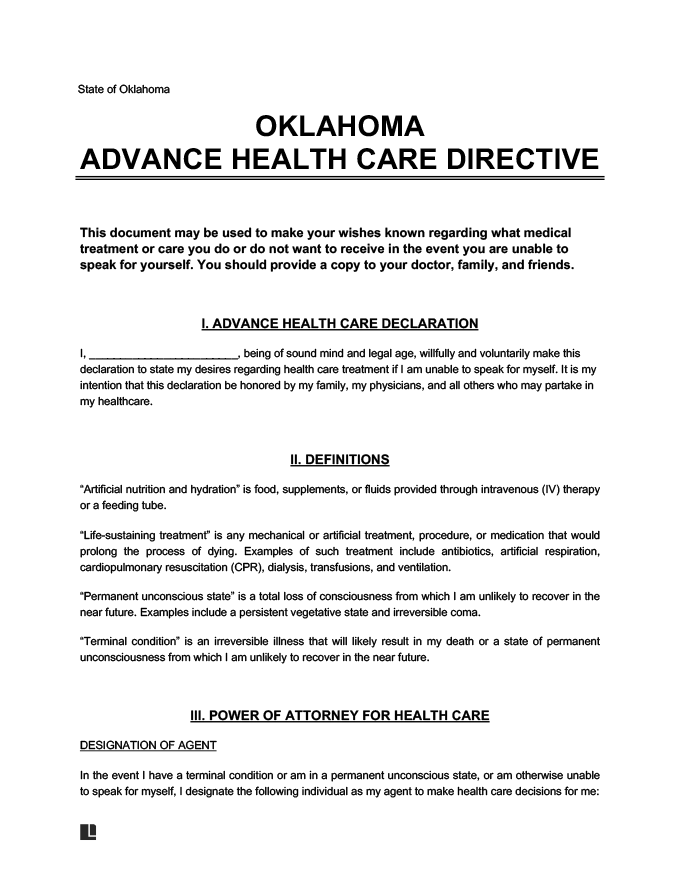 State of Oklahoma
OKLAHOMA
ADVANCE HEALTH CARE DIRECTIVE
This document may be used to make your wishes known regarding what medical
treatment or care you do or do not want to receive in the event you are unable to
speak for yourself. You should provide a copy to your doctor, family, and friends.
I. ADVANCE HEALTH CARE DECLARATION
I, ________________________, being of sound mind and legal age, willfully and voluntarily make this
declaration to state my desires regarding health care treatment if I am unable to speak for myself. It is my
intention that this declaration be honored by my family, my physicians, and all others who may partake in
my healthcare.
II. DEFINITIONS
“Artificial nutrition and hydration” is food, supplements, or fluids provided through intravenous (IV) therapy
or a feeding tube.
“Life-sustaining treatment” is any mechanical or artificial treatment, procedure, or medication that would
prolong the process of dying. Examples of such treatment include antibiotics, artificial respiration,
cardiopulmonary resuscitation (CPR), dialysis, transfusions, and ventilation.
“Permanent unconscious state” is a total loss of consciousness from which I am unlikely to recover in the
near future. Examples include a persistent vegetative state and irreversible coma.
“Terminal condition” is an irreversible illness that will likely result in my death or a state of permanent
unconsciousness from which I am unlikely to recover in the near future.
III. POWER OF ATTORNEY FOR HEALTH CARE
DESIGNATION OF AGENT
In the event I have a terminal condition or am in a permanent unconscious state, or am otherwise unable
to speak for myself, I designate the following individual as my agent to make health care decisions for me: